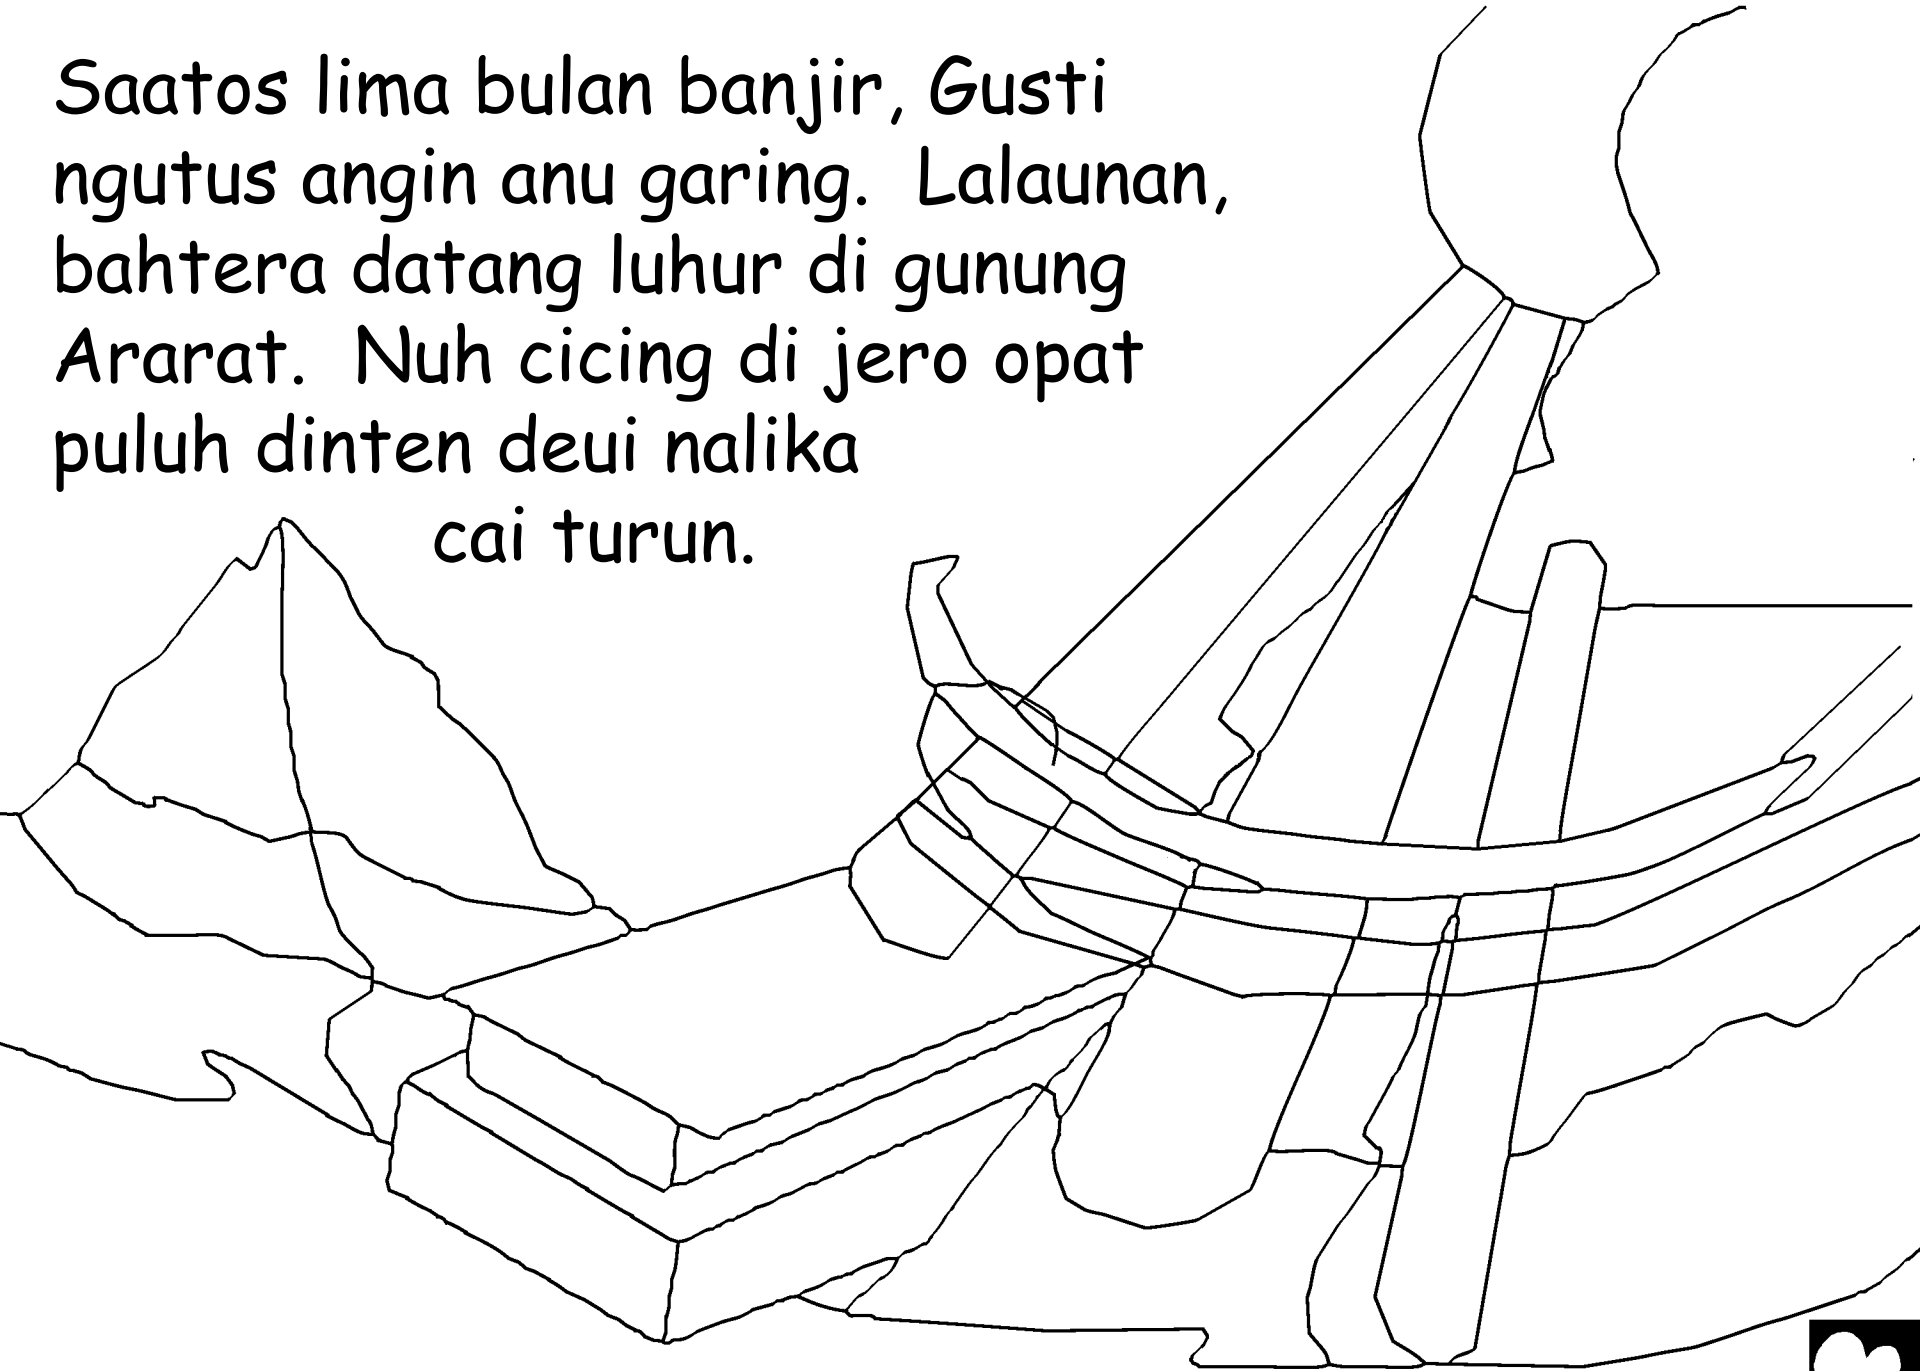 Saatos lima bulan banjir, Gusti
ngutus angin anu garing.  Lalaunan,
bahtera datang luhur di gunung
Ararat.  Nuh cicing di jero opat
puluh dinten deui nalika
cai turun.